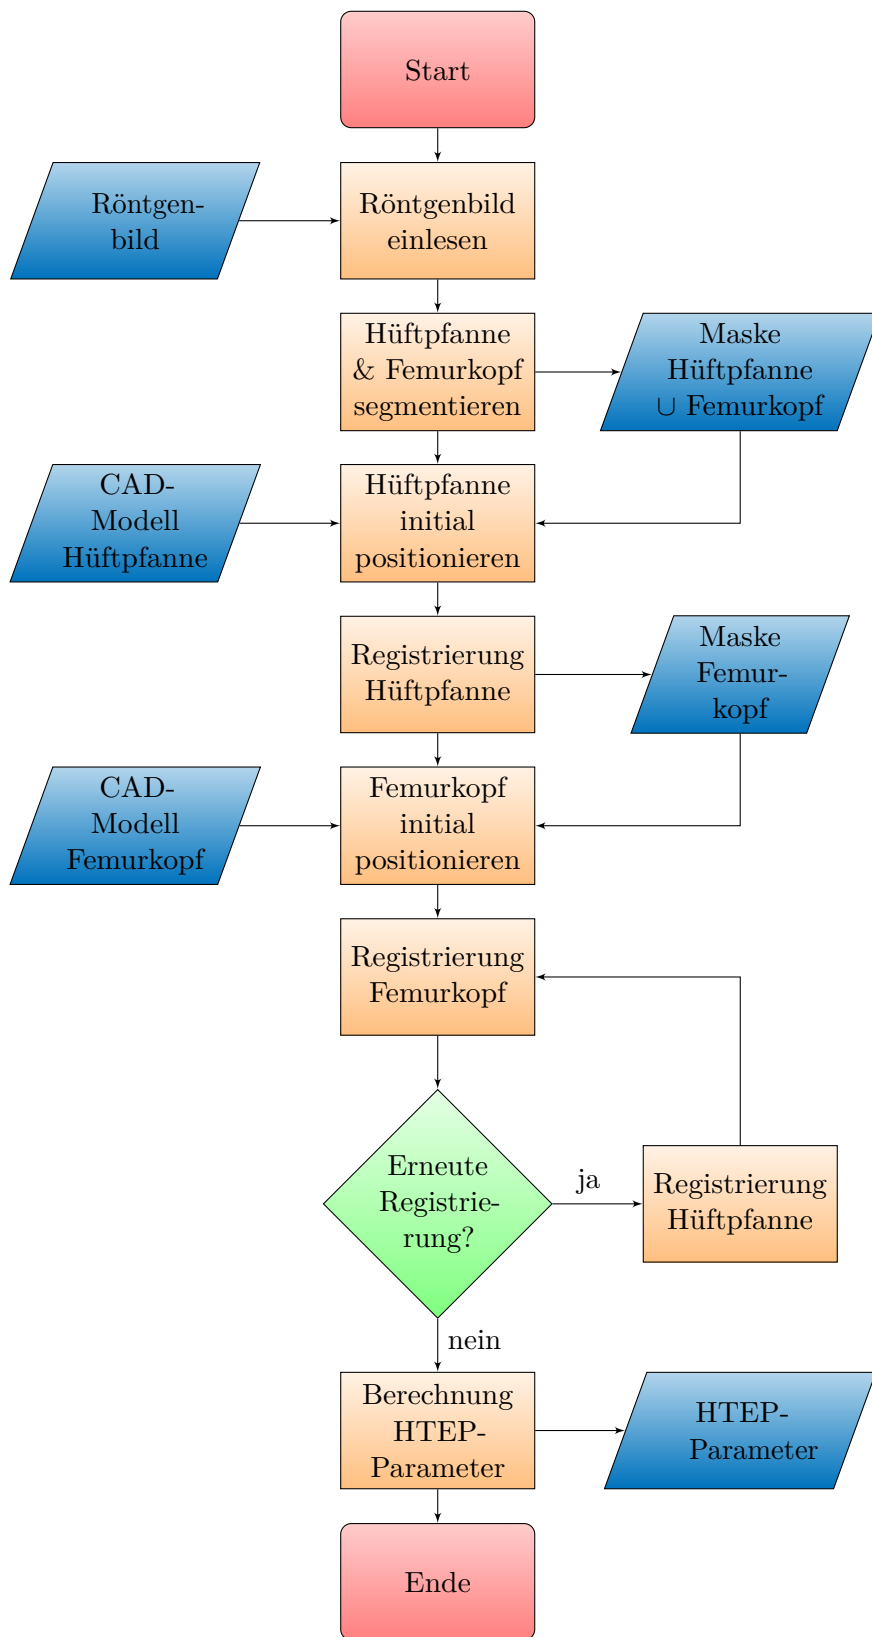 Start
Röntgen-
bild
Röntgenbild
einlesen
Hüftpfanne
& Femurkopf
segmentieren
Maske
Hüftpfanne
∪ Femurkopf
CAD-
Modell
Hüftpfanne
Hüftpfanne
initial
positionieren
Registrierung
Hüftpfanne
Maske
Femur-
kopf
CAD-
Modell
Femurkopf
Femurkopf
initial
positionieren
Registrierung
Femurkopf
Erneute
Registrie-
rung?
ja
Registrierung
Hüftpfanne
nein
Berechnung
HTEP-
Parameter
HTEP-
Parameter
Ende